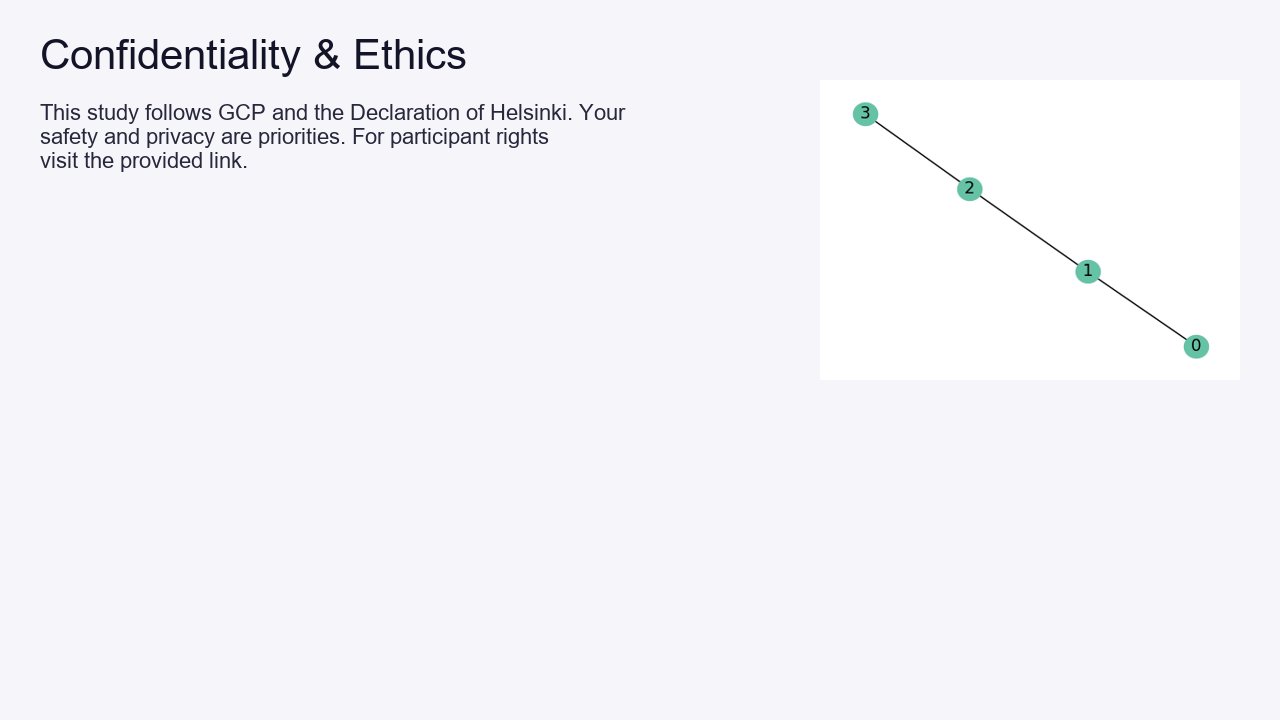 Confidentiality & Ethics
This study follows GCP and the Declaration of Helsinki. Your
safety and privacy are priorities. For participant rights
visit the provided link.
3
2
1
0